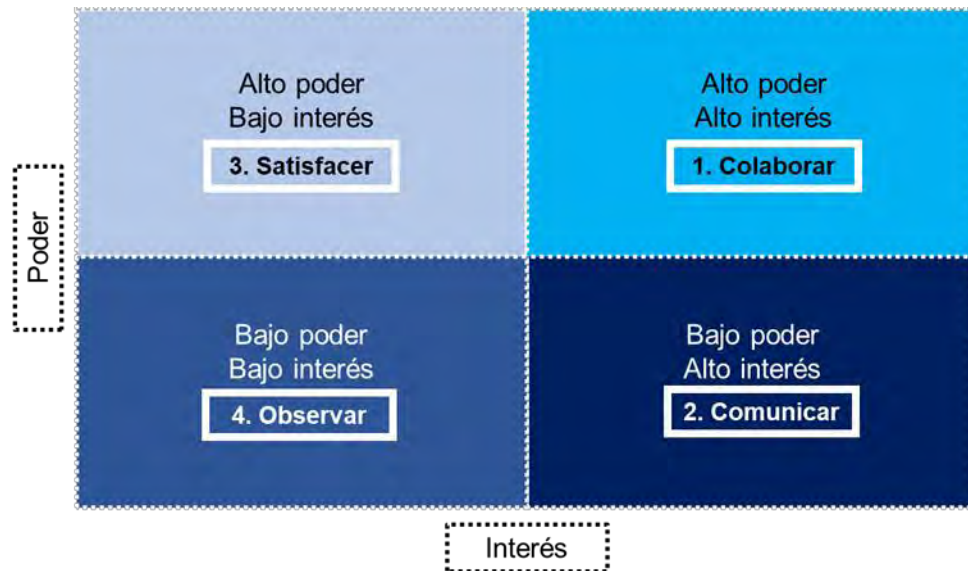 Alto poder
Bajo interés
3. Satisfacer
Alto poder
Alto interés
1. Colaborar
Poder
Bajo poder
Bajo interés
4. Observar
Bajo poder
Alto interés
2. Comunicar
Interés